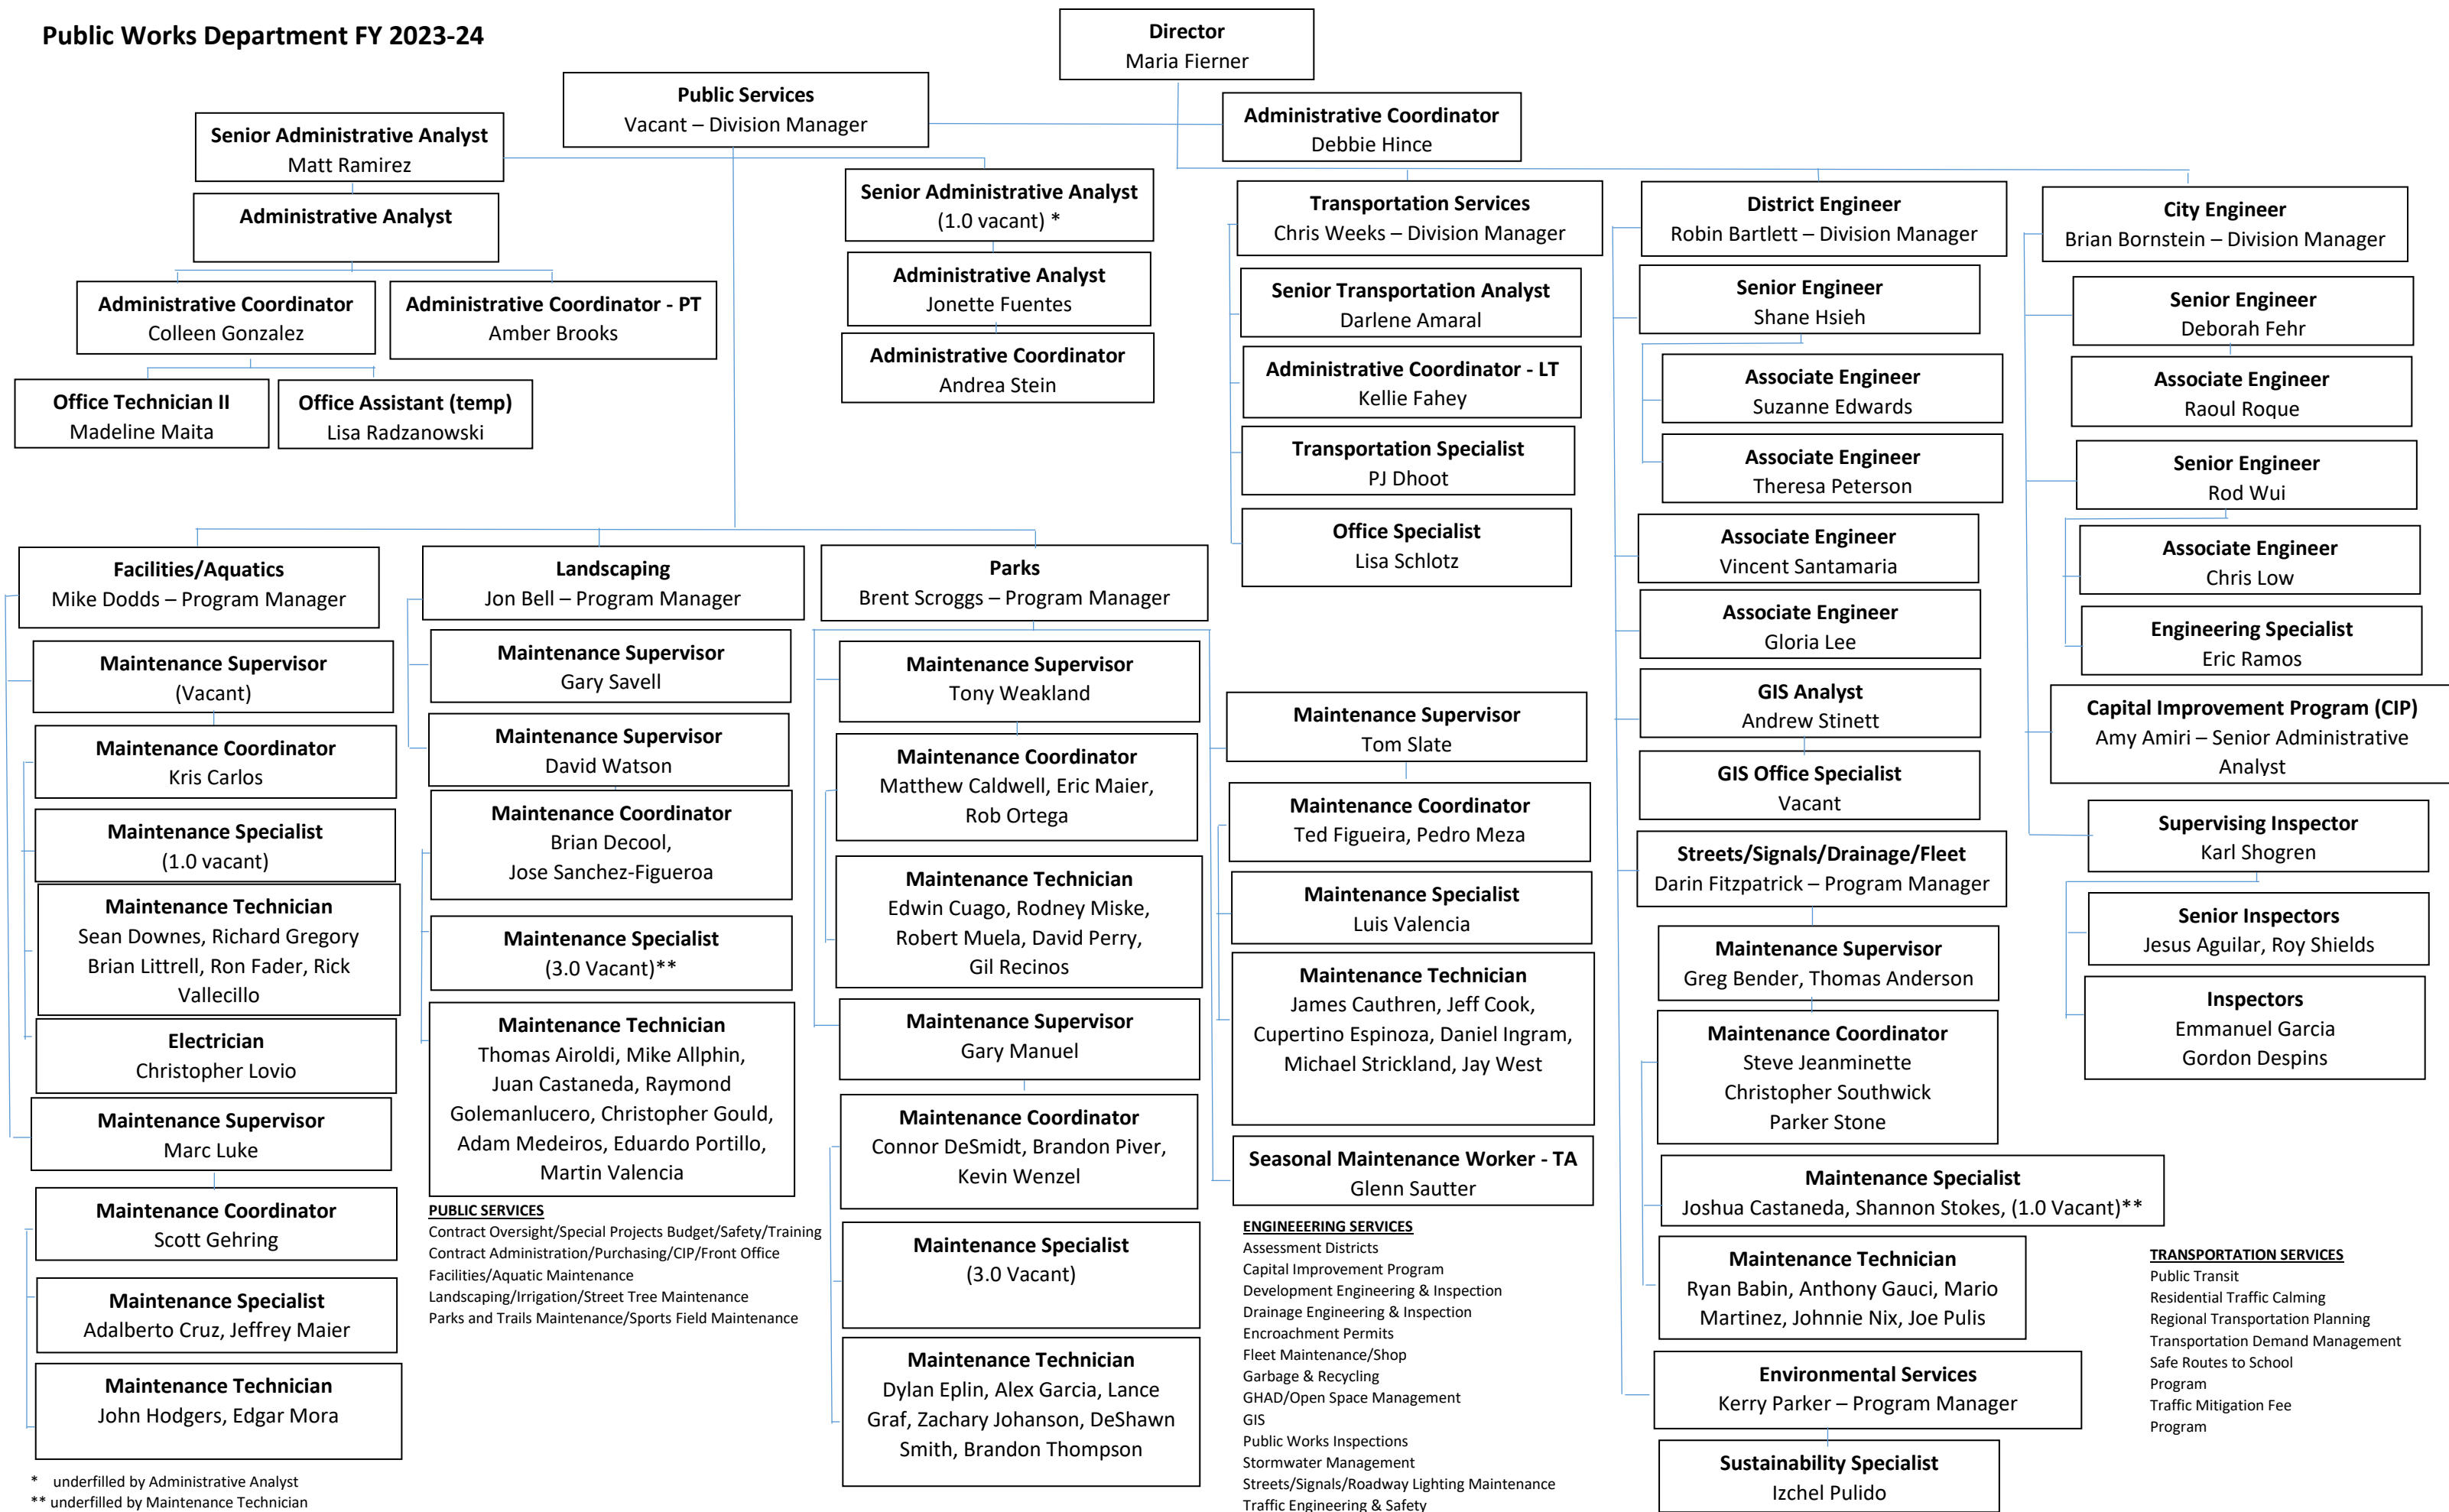 Public Works Department FY 2023-24
Director
Maria Fierner
Public Services
Vacant – Division Manager
Administrative Coordinator
Debbie Hince
Senior Administrative Analyst
Matt Ramirez
Administrative Analyst
Administrative Coordinator
Colleen Gonzalez
Administrative Coordinator - PT
Amber Brooks
Office Technician II
Madeline Maita
Office Assistant (temp)
Lisa Radzanowski
Senior Administrative Analyst
(1.0 vacant) *
Administrative Analyst
Jonette Fuentes
Administrative Coordinator
Andrea Stein
Transportation Services
Chris Weeks – Division Manager
Senior Transportation Analyst
Darlene Amaral
Administrative Coordinator - LT
Kellie Fahey
Transportation Specialist
PJ Dhoot
Office Specialist
Lisa Schlotz
District Engineer
Robin Bartlett – Division Manager
Senior Engineer
Shane Hsieh
Associate Engineer
Suzanne Edwards
Associate Engineer
Theresa Peterson
Associate Engineer
Vincent Santamaria
Associate Engineer
Gloria Lee
GIS Analyst
Andrew Stinett
GIS Office Specialist
Vacant
Streets/Signals/Drainage/Fleet
Darin Fitzpatrick – Program Manager
Maintenance Supervisor
Greg Bender, Thomas Anderson
Maintenance Coordinator
Steve Jeanminette
Christopher Southwick
Parker Stone
Maintenance Specialist
Joshua Castaneda, Shannon Stokes, (1.0 Vacant)**
Maintenance Technician
Ryan Babin, Anthony Gauci, Mario
Martinez, Johnnie Nix, Joe Pulis
Environmental Services
Kerry Parker – Program Manager
Sustainability Specialist
Izchel Pulido
City Engineer
Brian Bornstein – Division Manager
Senior Engineer
Deborah Fehr
Associate Engineer
Raoul Roque
Senior Engineer
Rod Wui
Associate Engineer
Chris Low
Engineering Specialist
Eric Ramos
Capital Improvement Program (CIP)
Amy Amiri – Senior Administrative
Analyst
Supervising Inspector
Karl Shogren
Senior Inspectors
Jesus Aguilar, Roy Shields
Inspectors
Emmanuel Garcia
Gordon Despins
Facilities/Aquatics
Mike Dodds – Program Manager
Maintenance Supervisor
(Vacant)
Maintenance Coordinator
Kris Carlos
Maintenance Specialist
(1.0 vacant)
Maintenance Technician
Sean Downes, Richard Gregory
Brian Littrell, Ron Fader, Rick
Vallecillo
Electrician
Christopher Lovio
Maintenance Supervisor
Marc Luke
Maintenance Coordinator
Scott Gehring
Maintenance Specialist
Adalberto Cruz, Jeffrey Maier
Maintenance Technician
John Hodgers, Edgar Mora
Landscaping
Jon Bell – Program Manager
Maintenance Supervisor
Gary Savell
Maintenance Supervisor
David Watson
Maintenance Coordinator
Brian Decool,
Jose Sanchez-Figueroa
Maintenance Specialist
(3.0 Vacant)**
Maintenance Technician
Thomas Airoldi, Mike Allphin,
Juan Castaneda, Raymond
Golemanlucero, Christopher Gould,
Adam Medeiros, Eduardo Portillo,
Martin Valencia
Parks
Brent Scroggs – Program Manager
Maintenance Supervisor
Tony Weakland
Maintenance Coordinator
Matthew Caldwell, Eric Maier,
Rob Ortega
Maintenance Technician
Edwin Cuago, Rodney Miske,
Robert Muela, David Perry,
Gil Recinos
Maintenance Supervisor
Gary Manuel
Maintenance Coordinator
Connor DeSmidt, Brandon Piver,
Kevin Wenzel
Maintenance Specialist
(3.0 Vacant)
Maintenance Technician
Dylan Eplin, Alex Garcia, Lance
Graf, Zachary Johanson, DeShawn
Smith, Brandon Thompson
Maintenance Supervisor
Tom Slate
Maintenance Coordinator
Ted Figueira, Pedro Meza
Maintenance Specialist
Luis Valencia
Maintenance Technician
James Cauthren, Jeff Cook,
Cupertino Espinoza, Daniel Ingram,
Michael Strickland, Jay West
Seasonal Maintenance Worker - TA
Glenn Sautter
PUBLIC SERVICES
Contract Oversight/Special Projects Budget/Safety/Training
Contract Administration/Purchasing/CIP/Front Office
Facilities/Aquatic Maintenance
Landscaping/Irrigation/Street Tree Maintenance
Parks and Trails Maintenance/Sports Field Maintenance
ENGINEEERING SERVICES
Assessment Districts
Capital Improvement Program
Development Engineering & Inspection
Drainage Engineering & Inspection
Encroachment Permits
Fleet Maintenance/Shop
Garbage & Recycling
GHAD/Open Space Management
GIS
Public Works Inspections
Stormwater Management
Streets/Signals/Roadway Lighting Maintenance
Traffic Engineering & Safety
TRANSPORTATION SERVICES
Public Transit
Residential Traffic Calming
Regional Transportation Planning
Transportation Demand Management
Safe Routes to School
Program
Traffic Mitigation Fee
Program
* underfilled by Administrative Analyst
** underfilled by Maintenance Technician